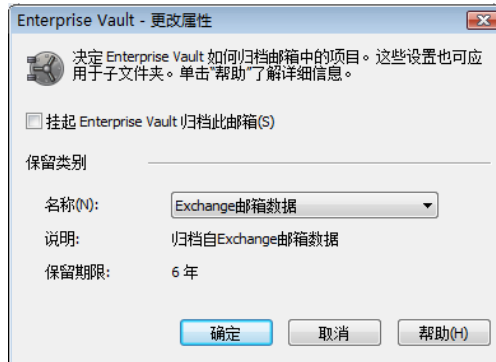 Enterprise Vault - 更改属性
决定 Enterprise Vault 如何归档邮箱中的项目。这些设置也可应
用于子文件夹。单击“帮助”了解详细信息。
挂起 Enterprise Vault 归档此邮箱(S)
保留类别
名称(N): Exchange邮箱数据
说明: 归档自Exchange邮箱数据
保留期限: 6 年
确定 取消 帮助(H)